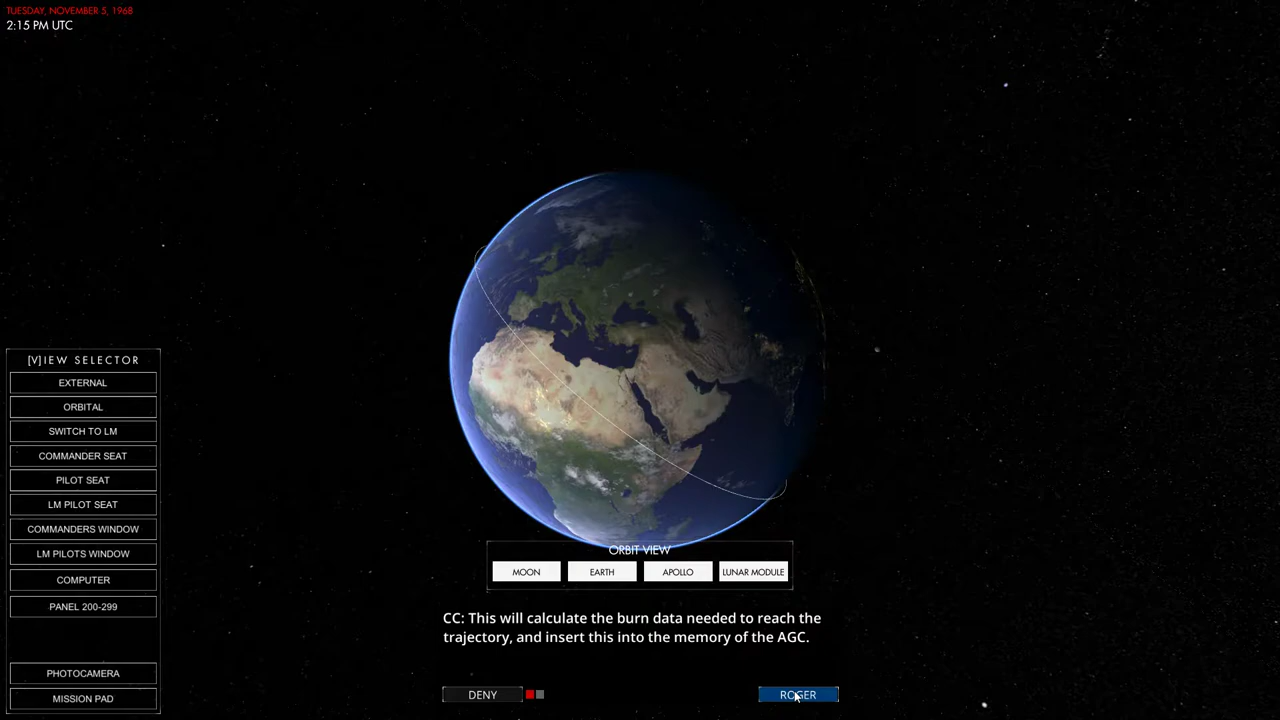 TUESDAY, NOVEMBER 5, 1968
2:15 PM UTC
[V]IEW SELECTOR
EXTERNAL
ORBITAL
SWITCH TO LM
COMMANDER SEAT
PILOT SEAT
LM PILOT SEAT
COMMANDERS WINDOW
LM PILOTS WINDOW
COMPUTER
PANEL 200-299
PHOTOCAMERA
MISSION PAD
ORBIT VIEW
MOON
EARTH
APOLLO
LUNAR MODULE
CC: This will calculate the burn data needed to reach the
trajectory, and insert this into the memory of the AGC.
DENY
ROGER